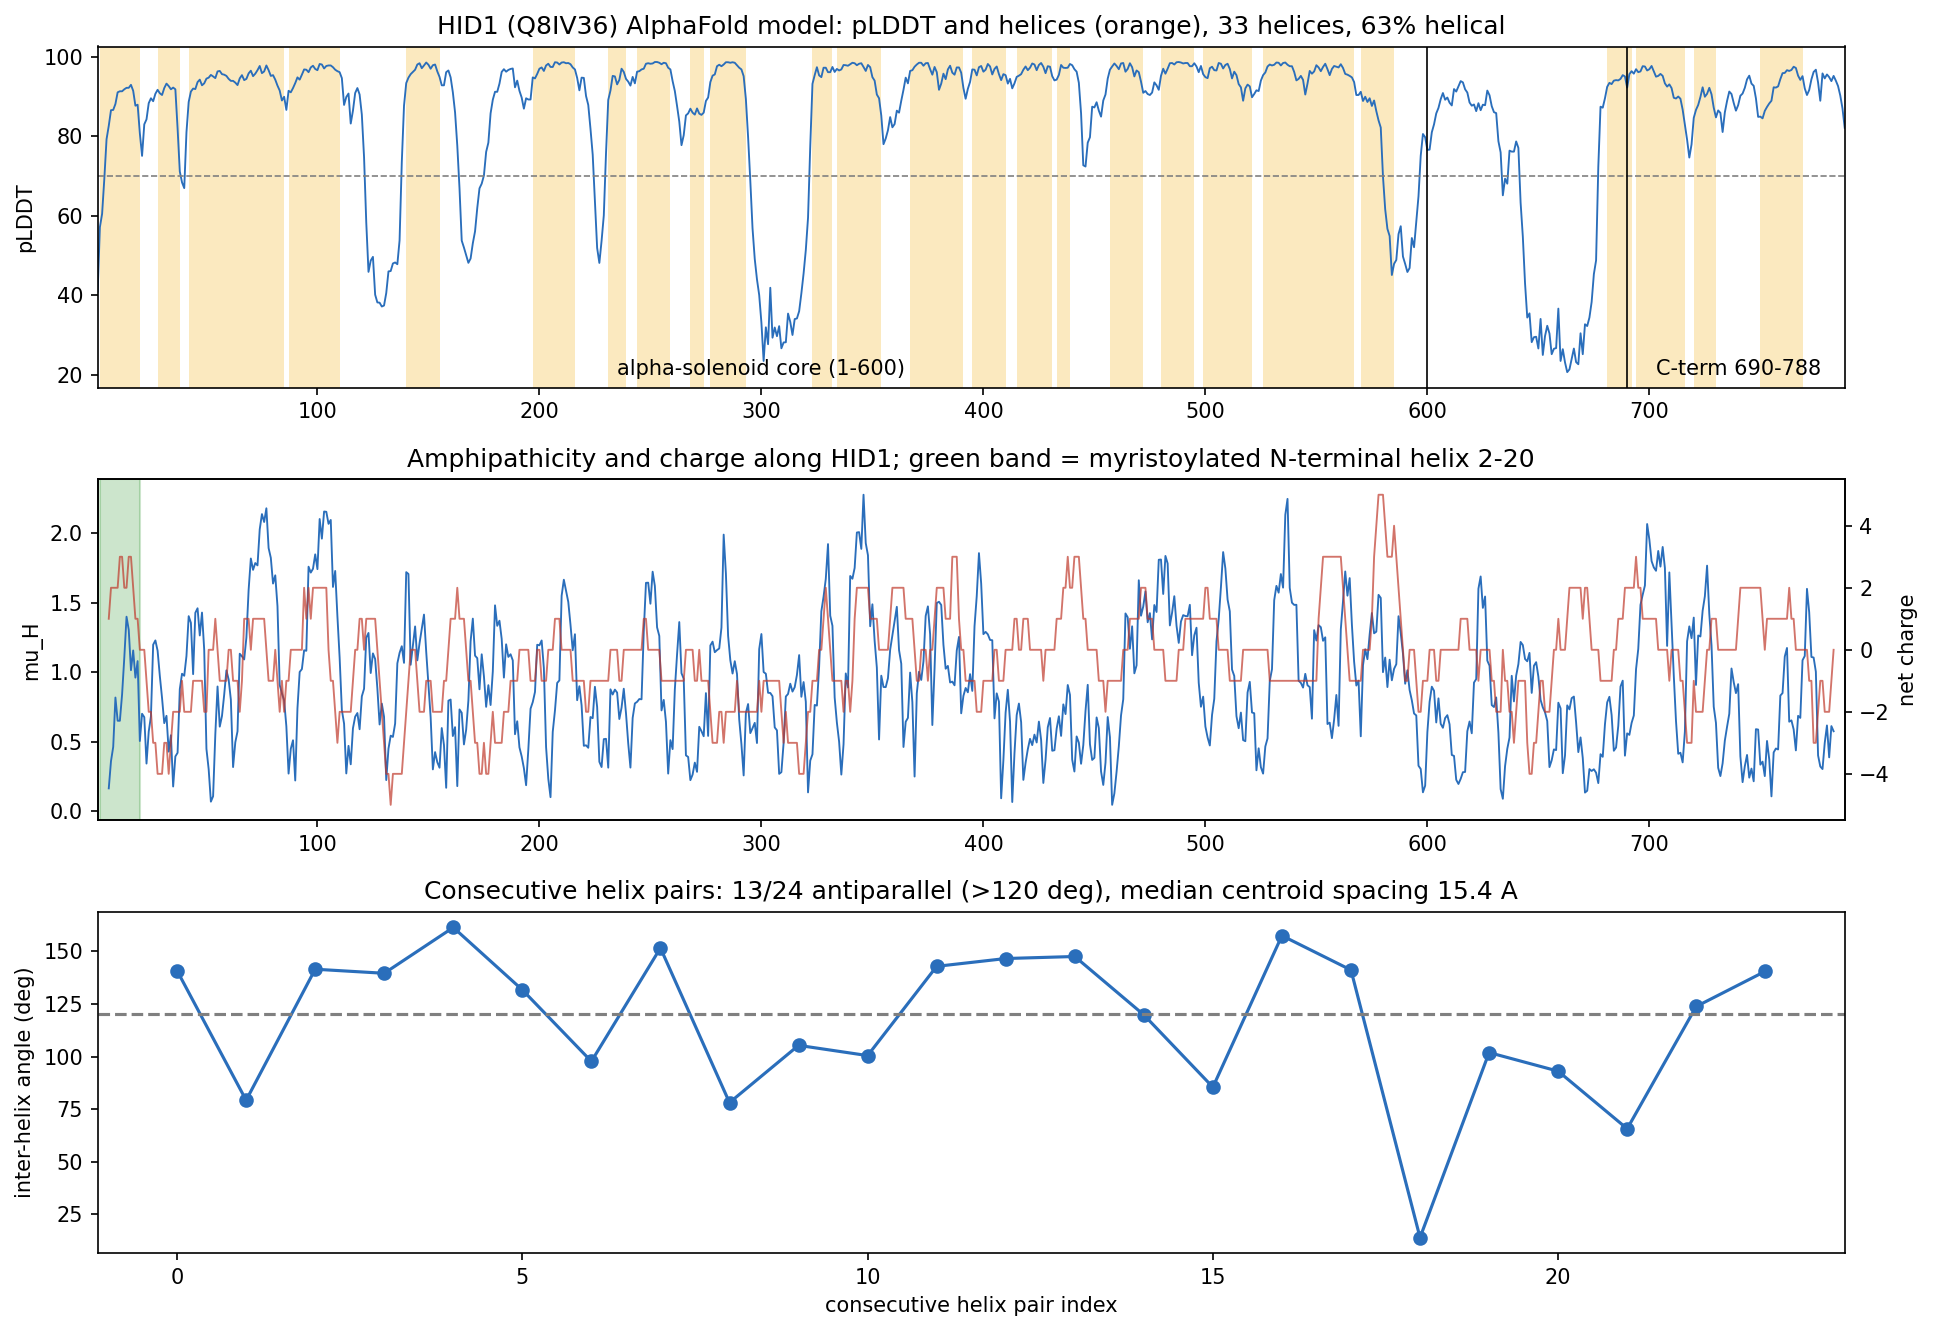 HID1 (Q8IV36) AlphaFold model: pLDDT and helices (orange), 33 helices, 63% helical
100
80
60
40
20
pLDDT
alpha-solenoid core (1-600)
C-term 690-788
100 200 300 400 500 600 700
Amphipathicity and charge along HID1; green band = myristoylated N-terminal helix 2-20
2.0
1.5
1.0
0.5
0.0
mu_H
4
2
0
−2
−4
net charge
100 200 300 400 500 600 700
Consecutive helix pairs: 13/24 antiparallel (>120 deg), median centroid spacing 15.4 A
150
125
100
75
50
25
inter-helix angle (deg)
0 5 10 15 20
consecutive helix pair index